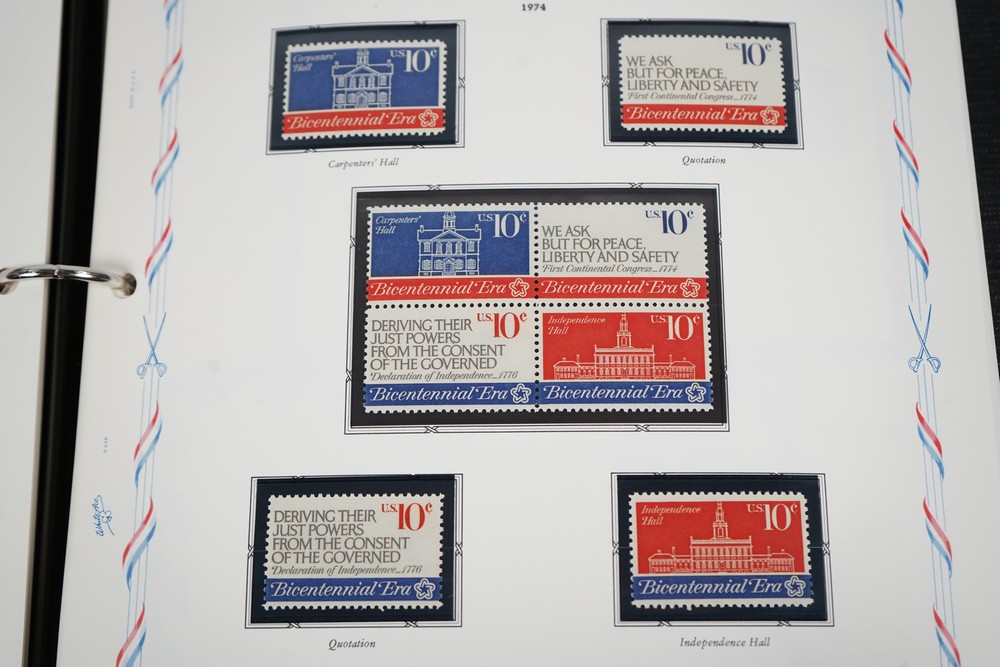 1974
Carpenters'
Hall
U.S. 10c
Bicentennial Era
WE ASK
BUT FOR PEACE,
LIBERTY AND SAFETY
First Continental Congress...1774
U.S. 10c
Bicentennial Era
Carpenters' Hall
Quotation
Carpenters'
Hall
U.S. 10c
Bicentennial Era
WE ASK
BUT FOR PEACE,
LIBERTY AND SAFETY
First Continental Congress...1774
U.S. 10c
Bicentennial Era
DERIVING THEIR
JUST POWERS
FROM THE CONSENT
OF THE GOVERNED
Declaration of Independence...1776
U.S. 10c
Bicentennial Era
Independence
Hall
U.S. 10c
Bicentennial Era
DERIVING THEIR
JUST POWERS
FROM THE CONSENT
OF THE GOVERNED
Declaration of Independence...1776
U.S. 10c
Bicentennial Era
Independence
Hall
U.S. 10c
Bicentennial Era
Quotation
Independence Hall